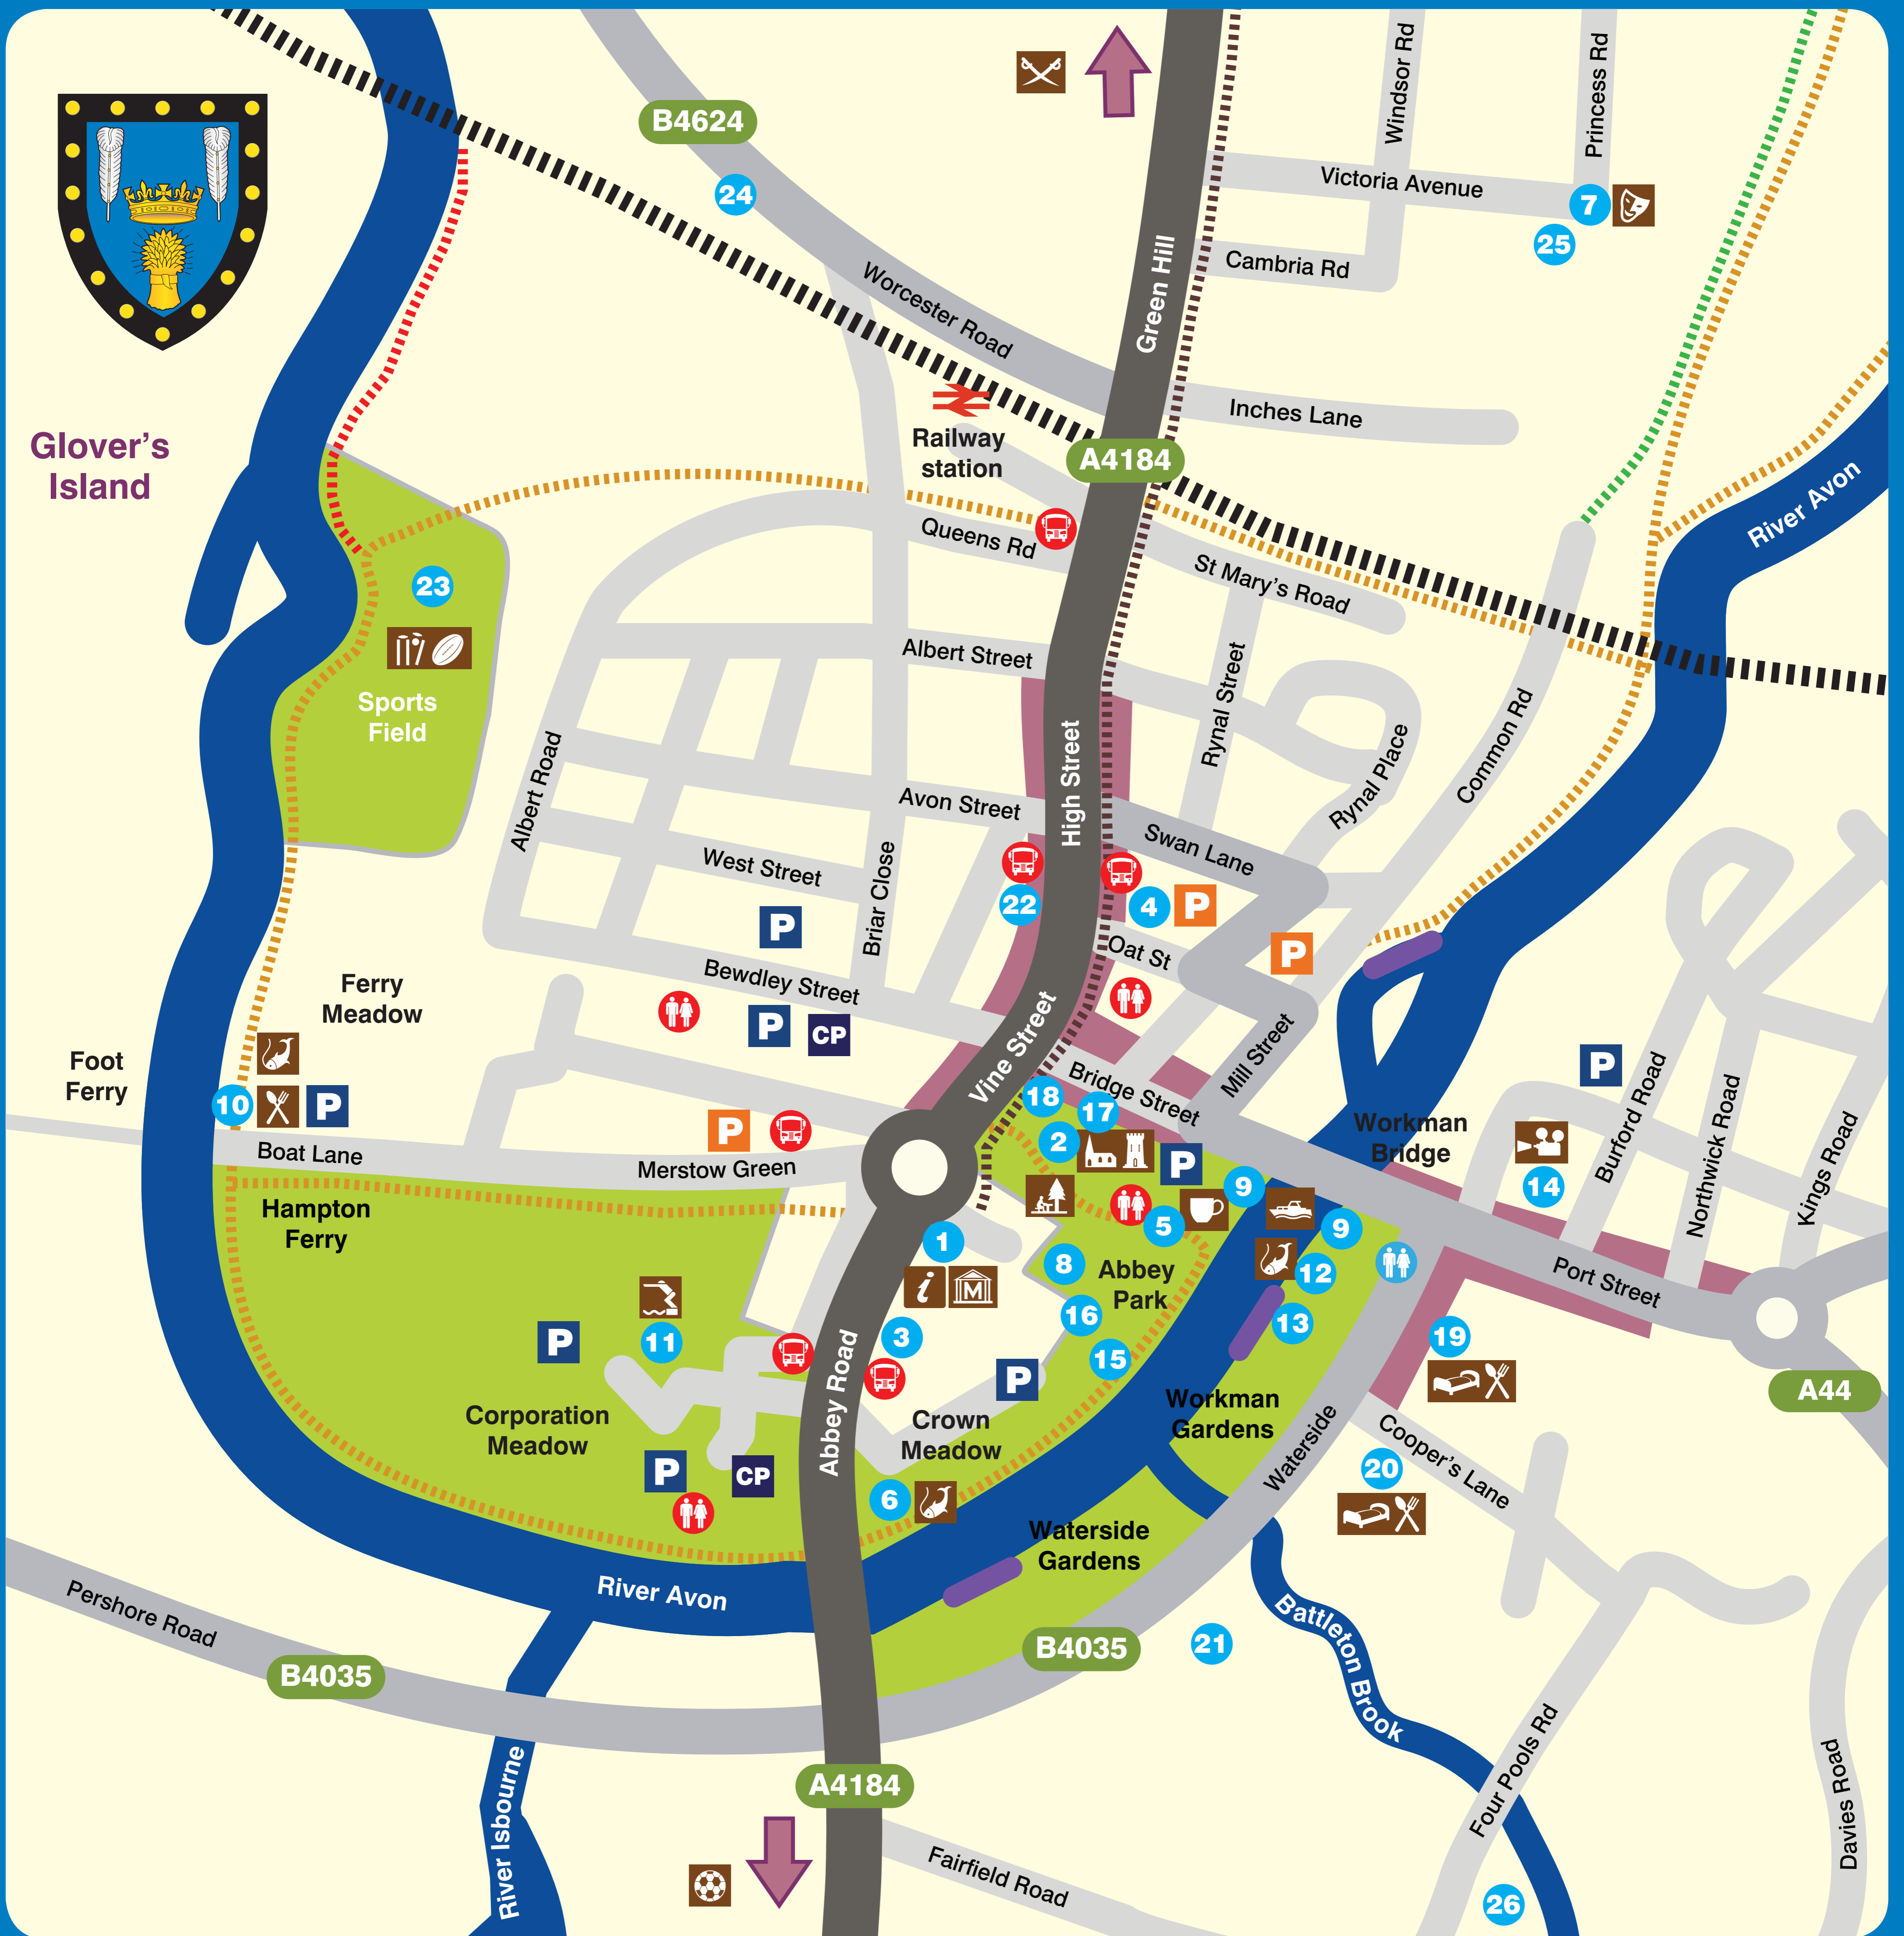 B4624
24
Windsor Rd
Princess Rd
Victoria Avenue
7
25
Cambria Rd
Green Hill
Worcester Road
Inches Lane
Railway
station
A4184
Glover's
Island
River Avon
Queens Rd
St Mary's Road
23
Sports
Field
Albert Street
Rynal Street
Common Rd
Rynal Place
Albert Road
High Street
Avon Street
Swan Lane
West Street
Briar Close
22
4
P
P
P
Oat St
Bewdley Street
P
CP
Ferry
Meadow
Foot
Ferry
Vine Street
Mill Street
Bridge Street
18
17
2
P
10
P
P
Boat Lane
Merstow Green
Hampton
Ferry
Workman
Bridge
P
14
Burford Road
Northwick Road
Kings Road
9
5
9
1
i
M
8
Abbey
Park
12
16
13
3
15
Port Street
19
A44
11
P
P
Corporation
Meadow
Abbey Road
Crown
Meadow
Workman
Gardens
Waterside
Cooper's Lane
20
P
CP
6
Waterside
Gardens
River Avon
Pershore Road
B4035
B4035
21
Battleton Brook
A4184
River Isbourne
Four Pools Rd
Davies Road
Fairfield Road
26